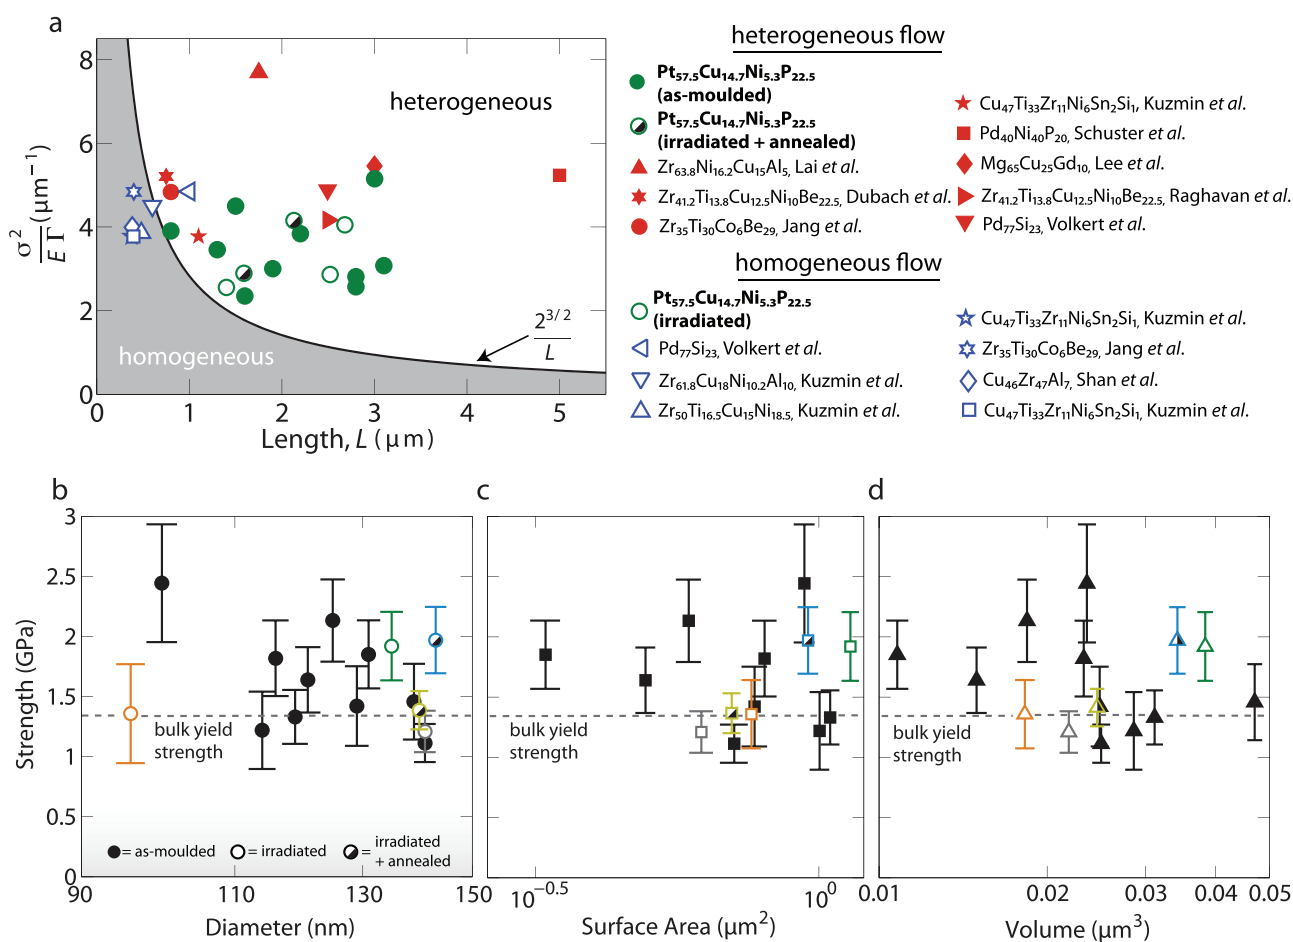 a
8
6
4
2
0
σ²/EΓ (μm⁻¹)
heterogeneous
homogeneous
2^{3/2}/L
0 1 2 3 4 5
Length, L (μm)
heterogeneous flow
Pt₅₇.₅Cu₁₄.₇Ni₅.₃P₂₂.₅
(as-moulded)
Pt₅₇.₅Cu₁₄.₇Ni₅.₃P₂₂.₅
(irradiated + annealed)
Zr₆₃.₈Ni₁₆.₂Cu₁₅Al₅, Lai et al.
Zr₄₁.₂Ti₁₃.₈Cu₁₂.₅Ni₁₀Be₂₂.₅, Dubach et al.
Zr₃₅Ti₃₀Co₆Be₂₉, Jang et al.
Cu₄₇Ti₃₃Zr₁₁Ni₆Sn₂Si₁, Kuzmin et al.
Pd₄₀Ni₄₀P₂₀, Schuster et al.
Mg₆₅Cu₂₅Gd₁₀, Lee et al.
Zr₄₁.₂Ti₁₃.₈Cu₁₂.₅Ni₁₀Be₂₂.₅, Raghavan et al.
Pd₇₇Si₂₃, Volkert et al.
homogeneous flow
Pt₅₇.₅Cu₁₄.₇Ni₅.₃P₂₂.₅
(irradiated)
Pd₇₇Si₂₃, Volkert et al.
Zr₆₁.₈Cu₁₈Ni₁₀.₂Al₁₀, Kuzmin et al.
Zr₅₀Ti₁₆.₅Cu₁₅Ni₁₈.₅, Kuzmin et al.
Cu₄₇Ti₃₃Zr₁₁Ni₆Sn₂Si₁, Kuzmin et al.
Zr₃₅Ti₃₀Co₆Be₂₉, Jang et al.
Cu₄₆Zr₄₇Al₇, Shan et al.
Cu₄₇Ti₃₃Zr₁₁Ni₆Sn₂Si₁, Kuzmin et al.
b
3
2.5
2
1.5
1
0.5
0
Strength (GPa)
bulk yield
strength
= as-moulded
= irradiated
= irradiated
+ annealed
90 110 130 150
Diameter (nm)
c
bulk yield
strength
10^{−0.5} 10⁰
Surface Area (μm²)
d
bulk yield
strength
0.01 0.02 0.03 0.04 0.05
Volume (μm³)